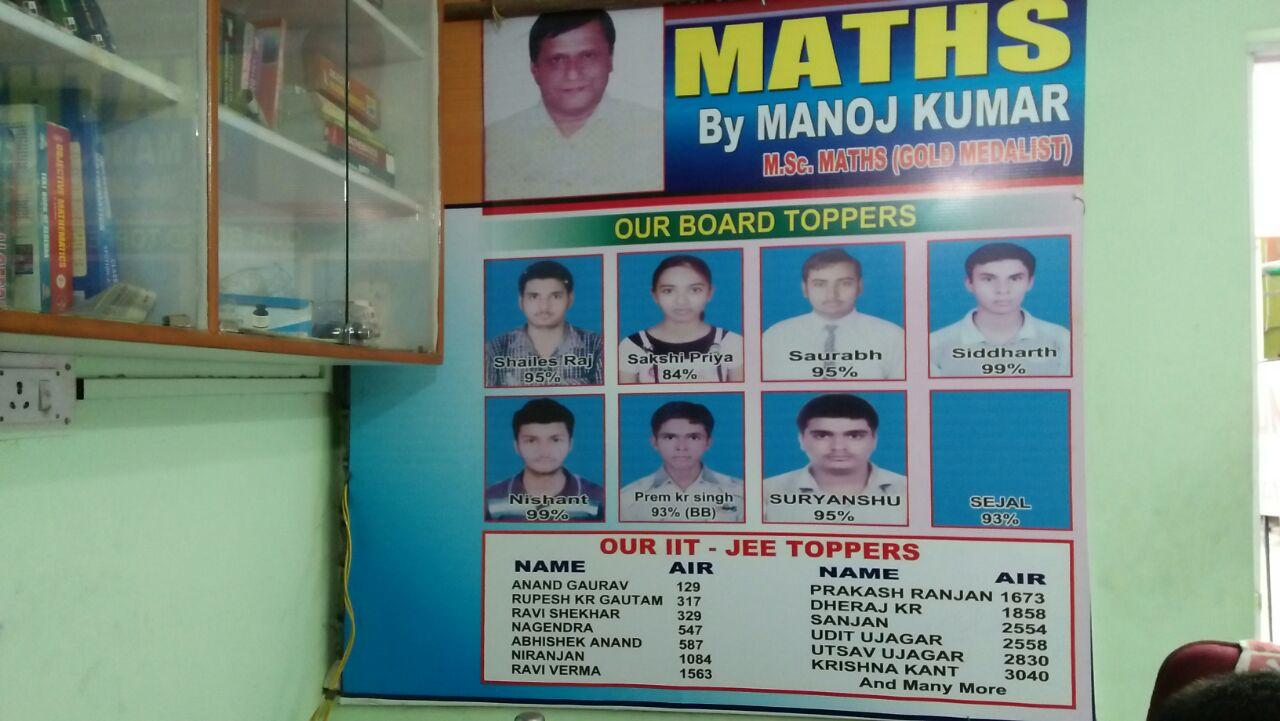 MATHS
By MANOJ KUMAR
M.Sc. MATHS (GOLD MEDALIST)
OUR BOARD TOPPERS
Shailes Raj
95%
Sakshi Priya
84%
Saurabh
95%
Siddharth
99%
Nishant
99%
Prem kr singh
93% (BB)
SURYANSHU
95%
SEJAL
93%
OUR IIT - JEE TOPPERS
NAME AIR
ANAND GAURAV 129
RUPESH KR GAUTAM 317
RAVI SHEKHAR 329
NAGENDRA 547
ABHISHEK ANAND 587
NIRANJAN 1084
RAVI VERMA 1563
NAME AIR
PRAKASH RANJAN 1673
DHERAJ KR 1858
SANJAN 2554
UDIT UJAGAR 2558
UTSAV UJAGAR 2830
KRISHNA KANT 3040
And Many More
OBJECTIVE MATHEMATICS